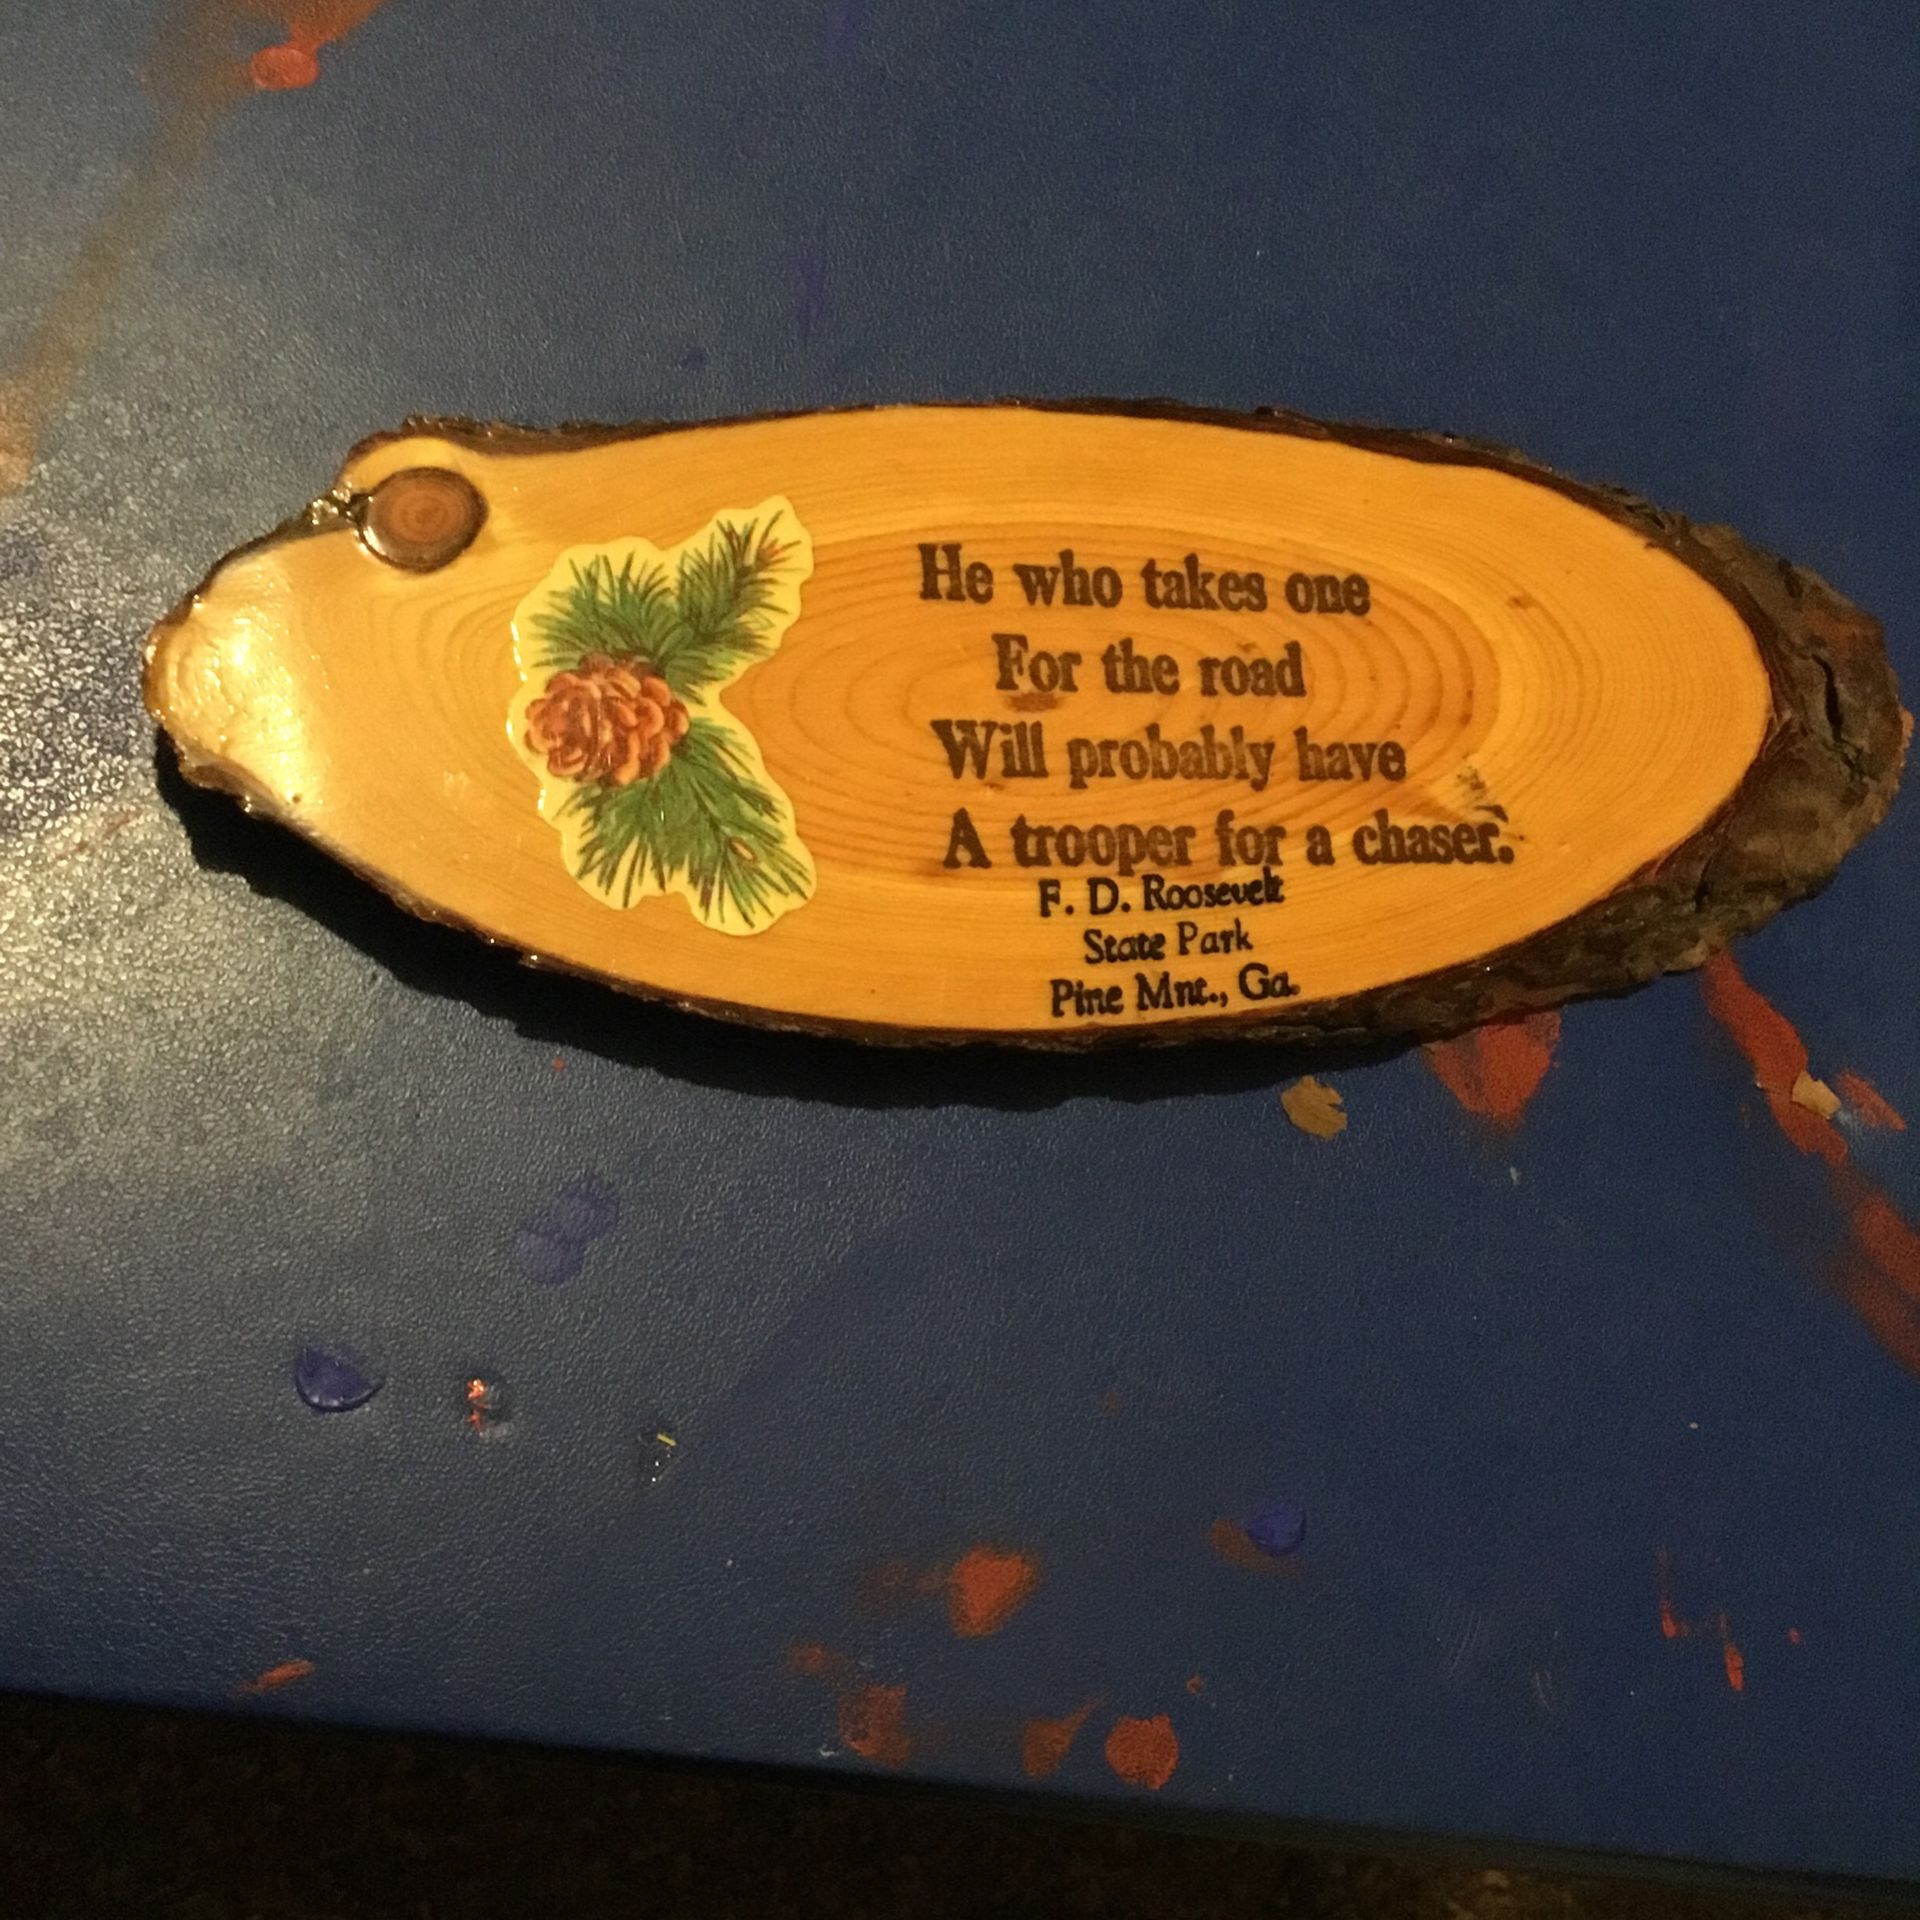 He who takes one
For the road
Will probably have
A trooper for a chaser.
F. D. Roosevelt
State Park
Pine Mnt., Ga.